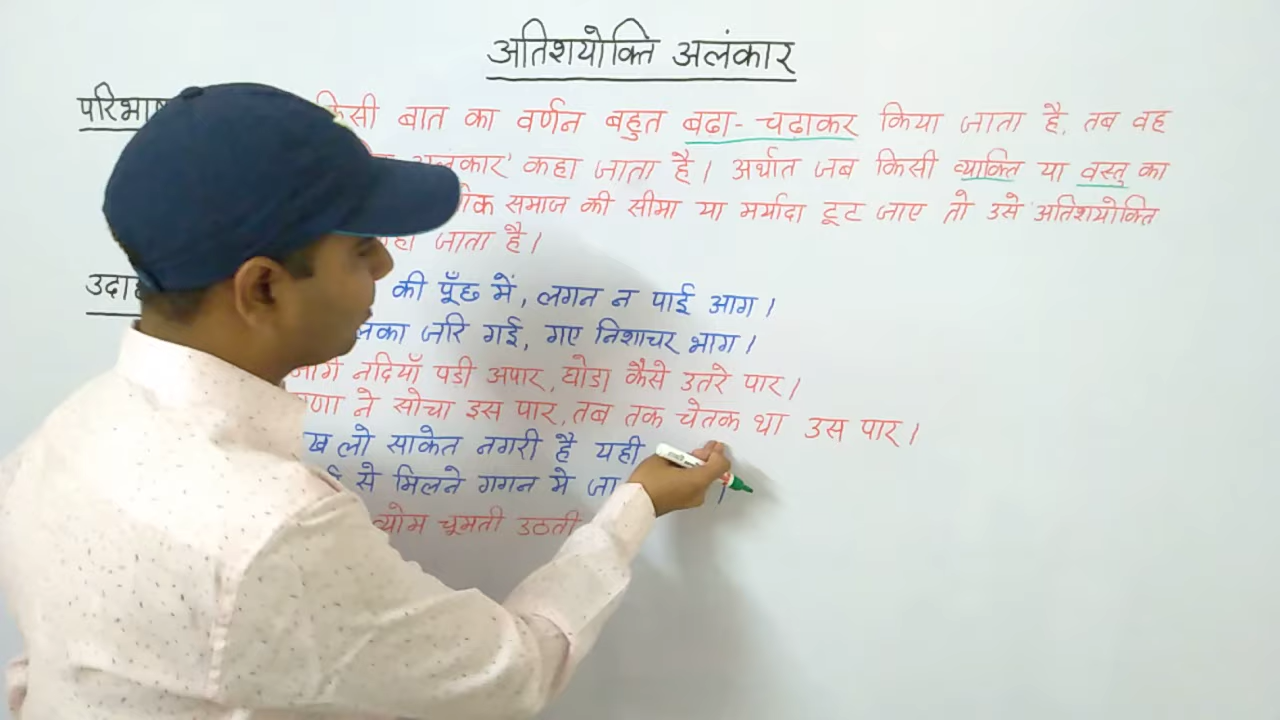 अतिशयोक्ति अलंकार
परिभाषा किसी बात का वर्णन बहुत बढ़ा-चढ़ाकर किया जाता है, तब वह
अलंकार' कहा जाता है। अर्थात जब किसी व्यक्ति या वस्तु का
समाज की सीमा या मर्यादा टूट जाए तो उसे अतिशयोक्ति
जाता है।
की पूँछ में, लगन न पाई आग।
जरि गई, गए निशाचर भाग।
नदियाँ पडी अपार, घोडा कैसे उतरे पार।
ने सोचा इस पार, तब तक चेतक था उस पार।
लो साकेत नगरी है यही
से मिलने गगन मे जा
व्योम चूमती उठती